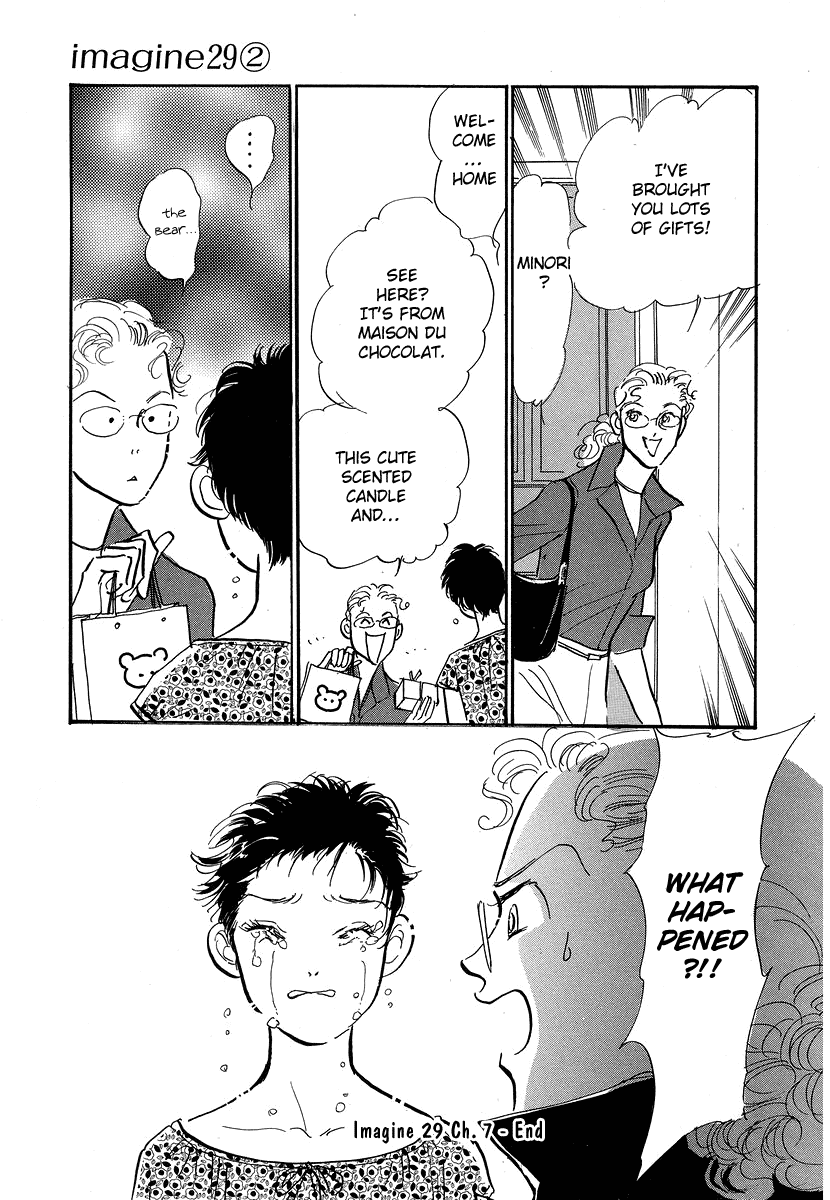 imagine29②
I'VE
BROUGHT
YOU LOTS
OF GIFTS!
MINORI
?
WEL-
COME
...
HOME
SEE
HERE?
IT'S FROM
MAISON DU
CHOCOLAT.
THIS CUTE
SCENTED
CANDLE
AND...
....
the
Bear...
WHAT
HAP-
PENED
?!!
Imagine 29 Ch. 7 - End